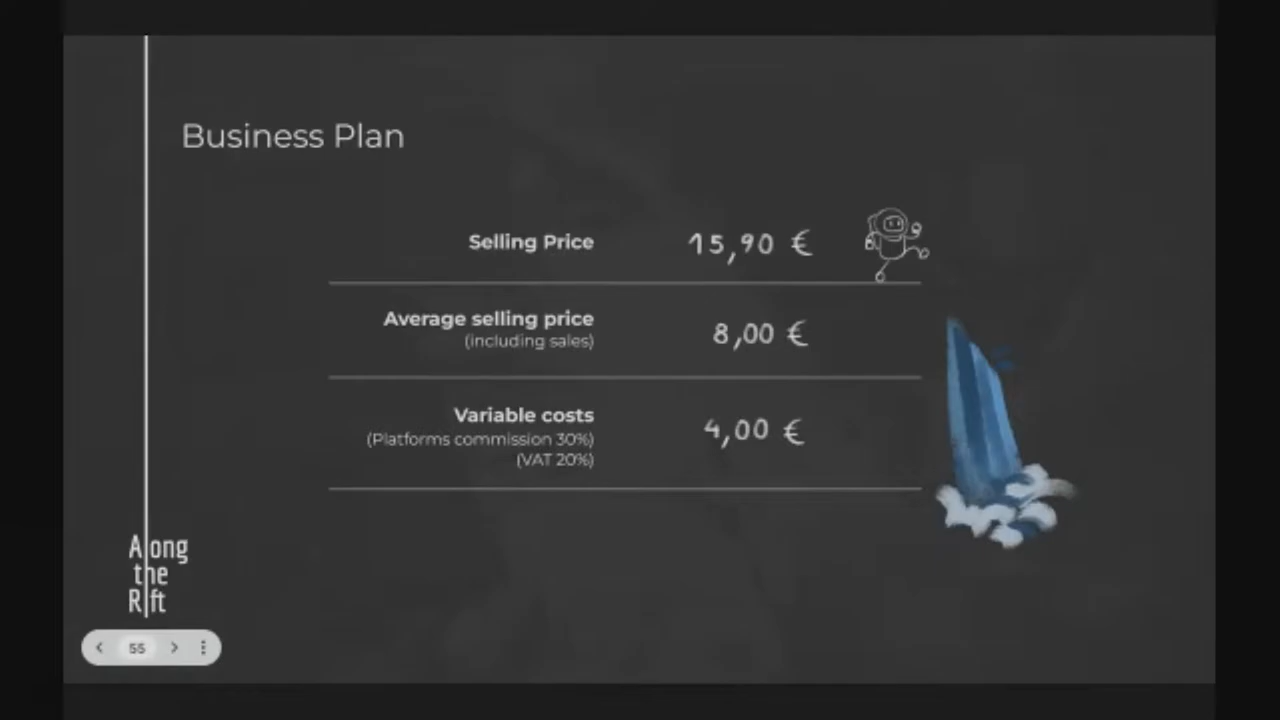 Business Plan
Selling Price 15,90 €
Average selling price 8,00 €
(including sales)
Variable costs 4,00 €
(Platforms commission 30%)
(VAT 20%)
Along
the
Rift
55